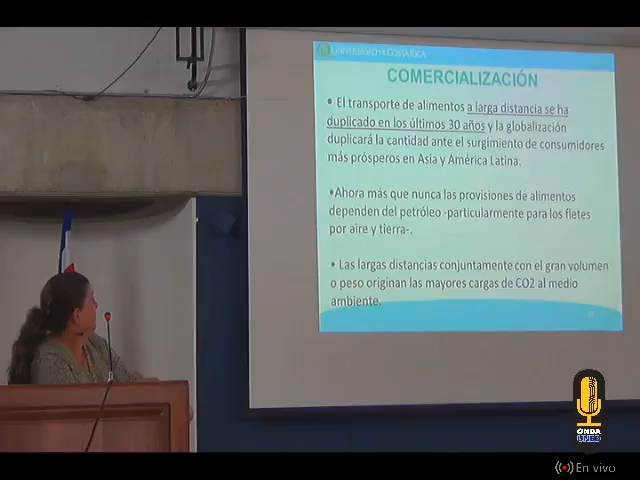 UNIVERSIDAD DE COSTA RICA
COMERCIALIZACIÓN
• El transporte de alimentos a larga distancia se ha
duplicado en los últimos 30 años y la globalización
duplicará la cantidad ante el surgimiento de consumidores
más prósperos en Asia y América Latina.
•Ahora más que nunca las provisiones de alimentos
dependen del petróleo -particularmente para los fletes
por aire y tierra-.
• Las largas distancias conjuntamente con el gran volumen
o peso originan las mayores cargas de CO2 al medio
ambiente.
ONDA
UNED
En vivo